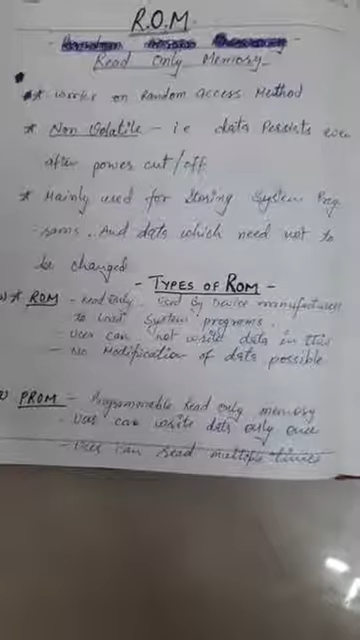 R.O.M.
Read Only Memory
* works on Random access Method
* Non Volatile - i.e data Persists even
after power cut/off
* Mainly used for Storing System Prog
rams.. And data which need not to
be changed
- TYPES OF ROM -
* ROM - Read Only. Used By Device manufacturers
to load System programs.
- User can not write data in this
- No Modification of data possible
PROM - Programmable Read only memory
- User can write data only once
- User can read multiple times